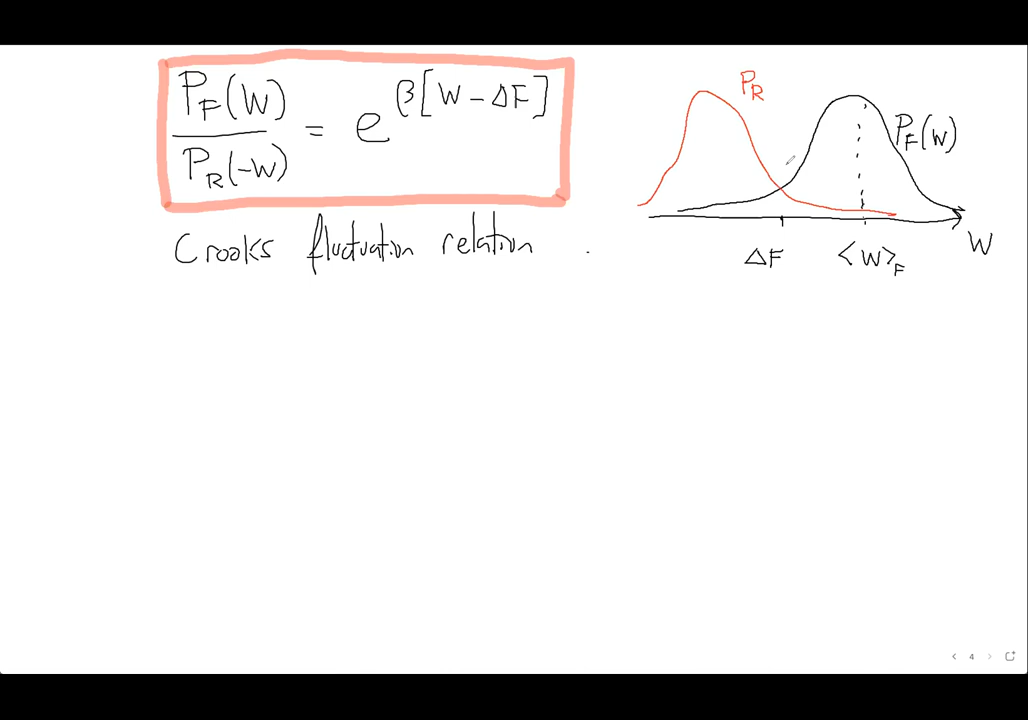 P_F(W) / P_R(-W) = e^{β[W - ΔF]}
Crooks fluctuation relation .
P_R
P_F(W)
ΔF
<W>_F
W
< 4 >